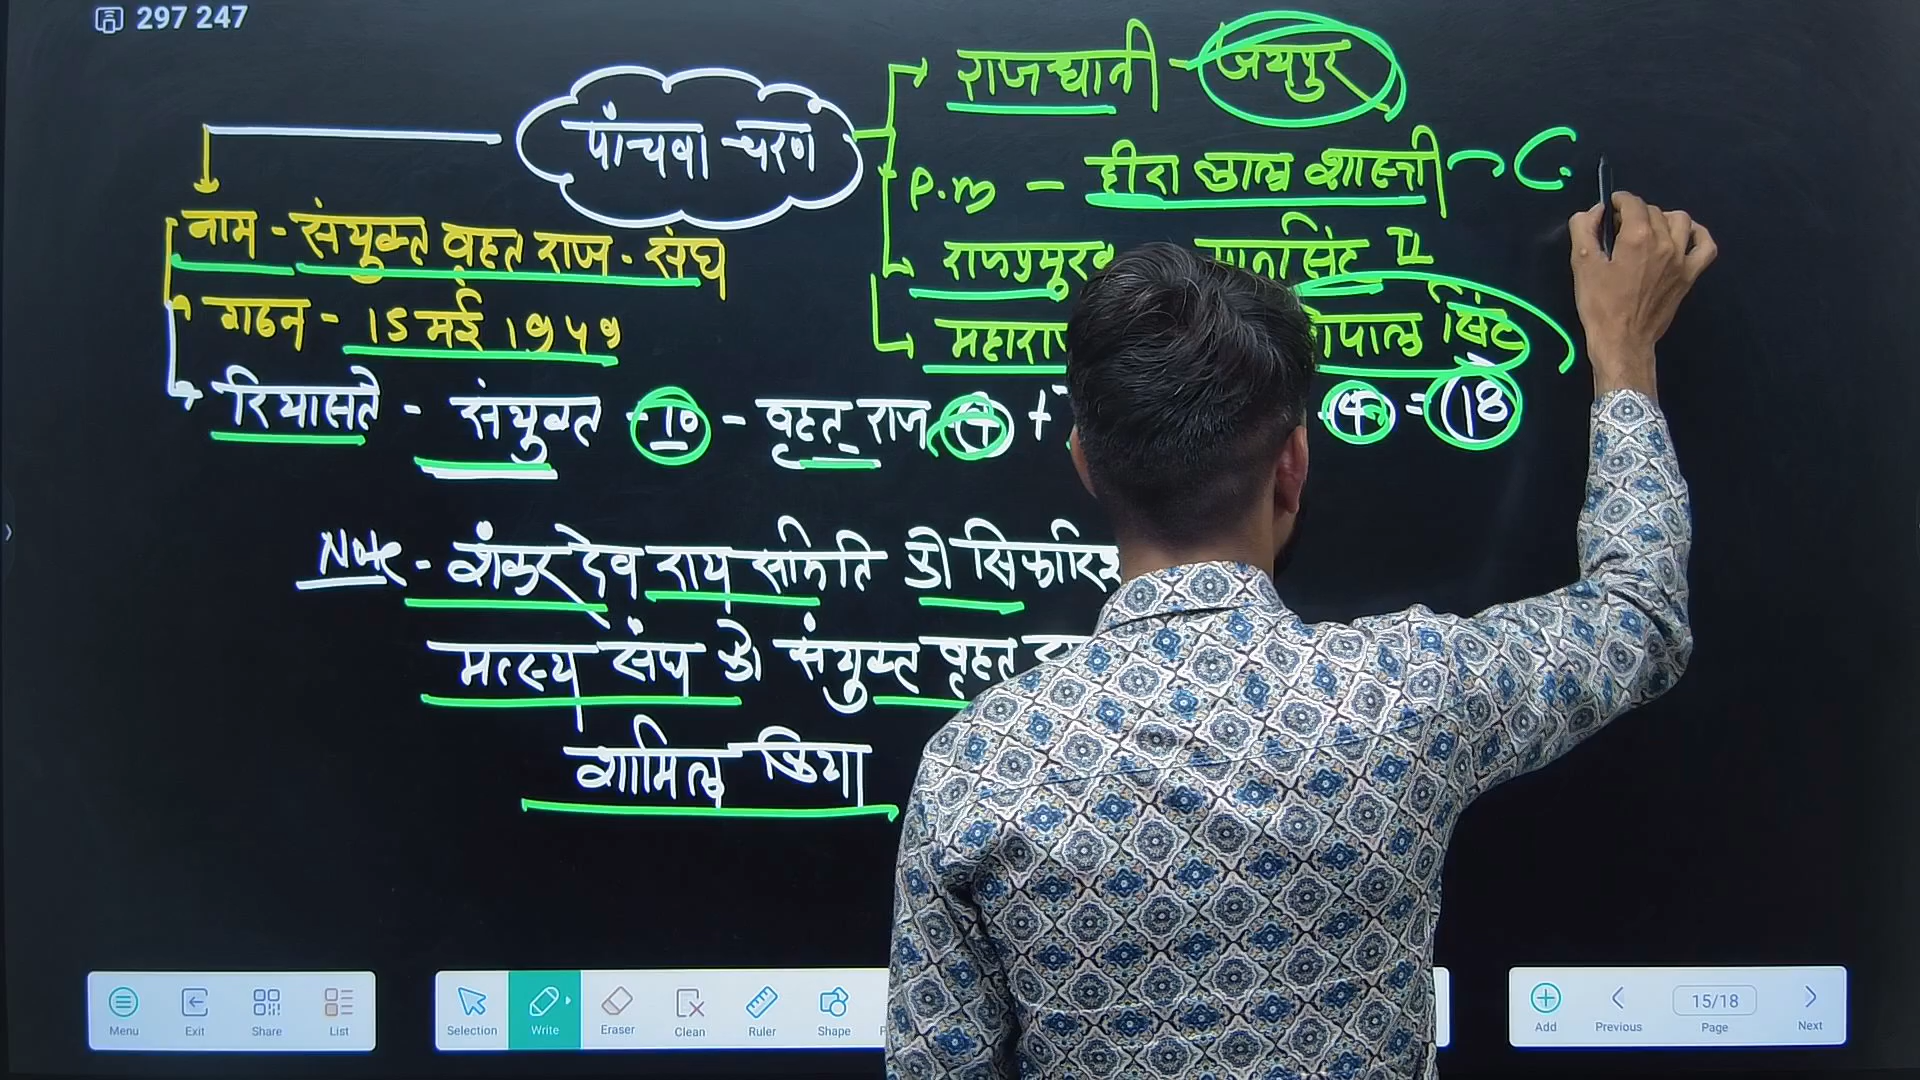 297 247
पाँचवा चरण
राजधानी - जयपुर
P.M - हीरा लाल शास्त्री C.
सिंह II
महारा पाल सिंह
नाम - संयुक्त वृहत राज. संघ
गठन - 15 मई 1949
रियासते - संयुक्त - 10 - वृहत राज 4 + 4 = 18
Note - शंकर देव राय समिति की सिफारिश
मत्स्य संघ को संयुक्त वृहत
शामिल किया
Menu Exit Share List
Selection Write Eraser Clean Ruler Shape
Add Previous 15/18 Page Next